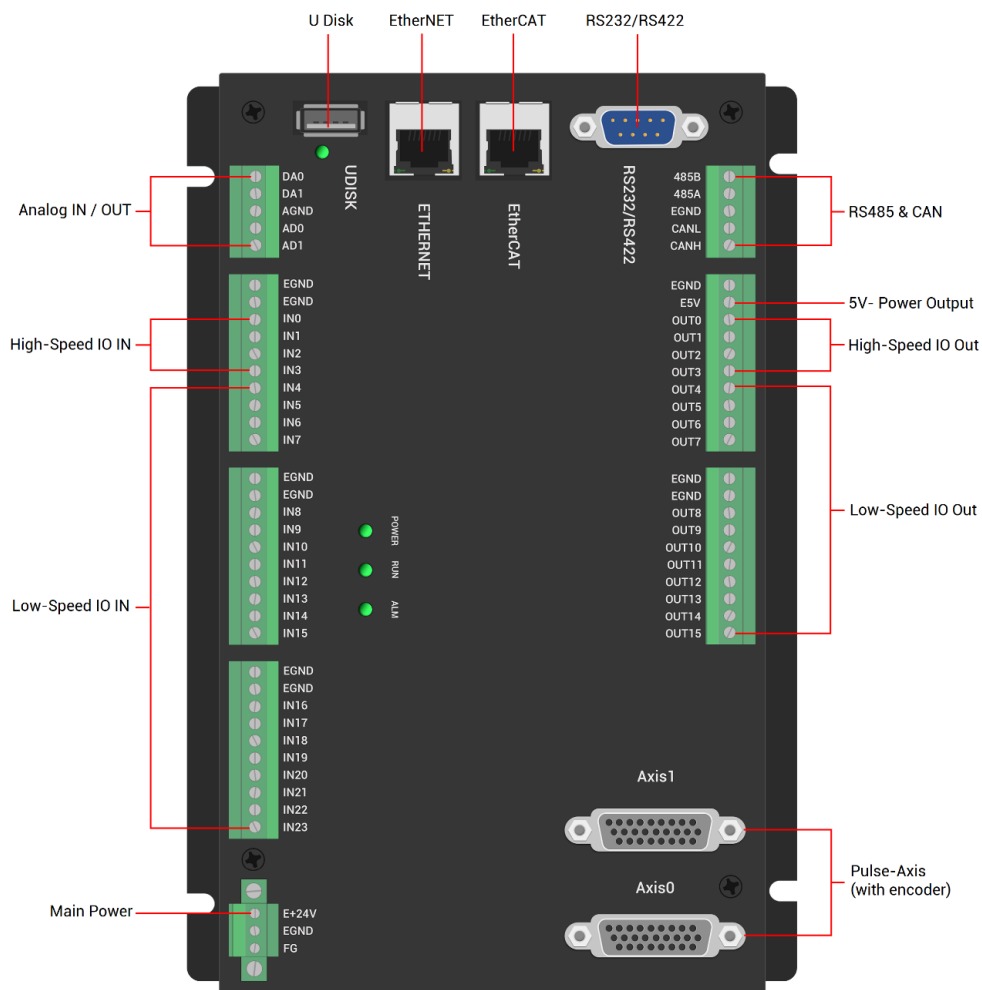 U Disk
EtherNET
EtherCAT
RS232/RS422
UDISK
ETHERNET
EtherCAT
RS232/RS422
Analog IN / OUT
DA0
DA1
AGND
AD0
AD1
485B
485A
EGND
CANL
CANH
RS485 & CAN
High-Speed IO IN
EGND
EGND
IN0
IN1
IN2
IN3
IN4
IN5
IN6
IN7
EGND
E5V
OUT0
OUT1
OUT2
OUT3
OUT4
OUT5
OUT6
OUT7
5V- Power Output
High-Speed IO Out
Low-Speed IO IN
EGND
EGND
IN8
IN9
IN10
IN11
IN12
IN13
IN14
IN15
POWER
RUN
ALM
EGND
EGND
OUT8
OUT9
OUT10
OUT11
OUT12
OUT13
OUT14
OUT15
Low-Speed IO Out
EGND
EGND
IN16
IN17
IN18
IN19
IN20
IN21
IN22
IN23
Axis1
Axis0
Pulse-Axis
(with encoder)
Main Power
E+24V
EGND
FG